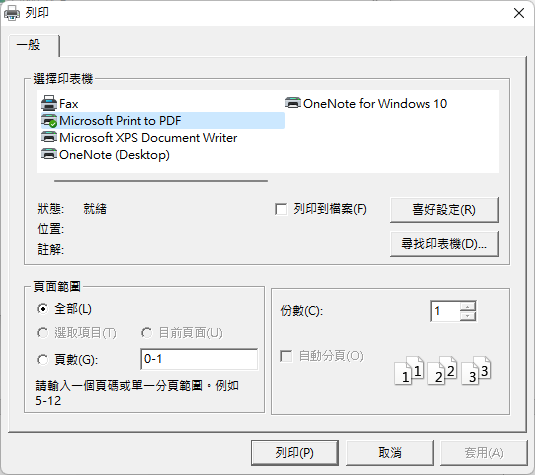 列印
一般
選擇印表機
Fax
OneNote for Windows 10
Microsoft Print to PDF
Microsoft XPS Document Writer
OneNote (Desktop)
狀態: 就緒
列印到檔案(F)
喜好設定(R)
位置:
註解:
尋找印表機(D)...
頁面範圍
全部(L)
選取項目(T)
目前頁面(U)
頁數(G):
0-1
請輸入一個頁碼或單一分頁範圍。例如
5-12
份數(C):
1
自動分頁(O)
1 1 2 2 3 3
列印(P)
取消
套用(A)